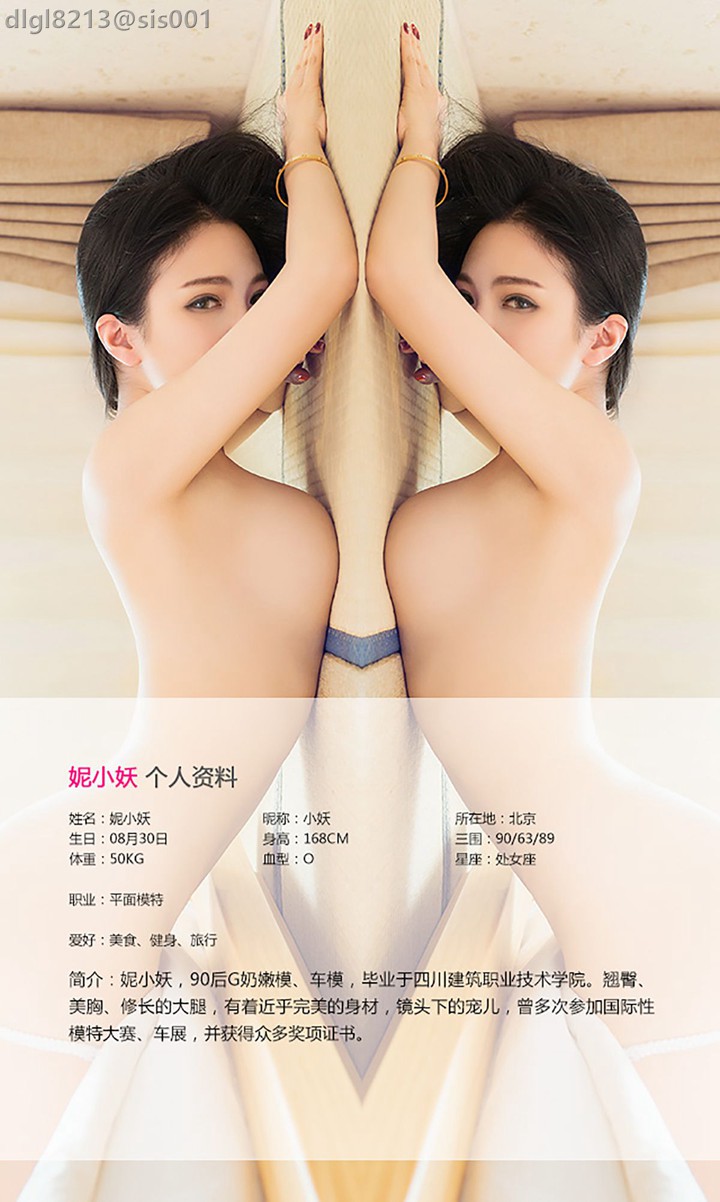 dlgl8213@sis001
妮小妖 个人资料
姓名：妮小妖 昵称：小妖 所在地：北京
生日：08月30日 身高：168CM 三围：90/63/89
体重：50KG 血型：O 星座：处女座
职业：平面模特
爱好：美食、健身、旅行
简介：妮小妖，90后G奶嫩模、车模，毕业于四川建筑职业技术学院。翘臀、
美胸、修长的大腿，有着近乎完美的身材，镜头下的宠儿，曾多次参加国际性
模特大赛、车展，并获得众多奖项证书。